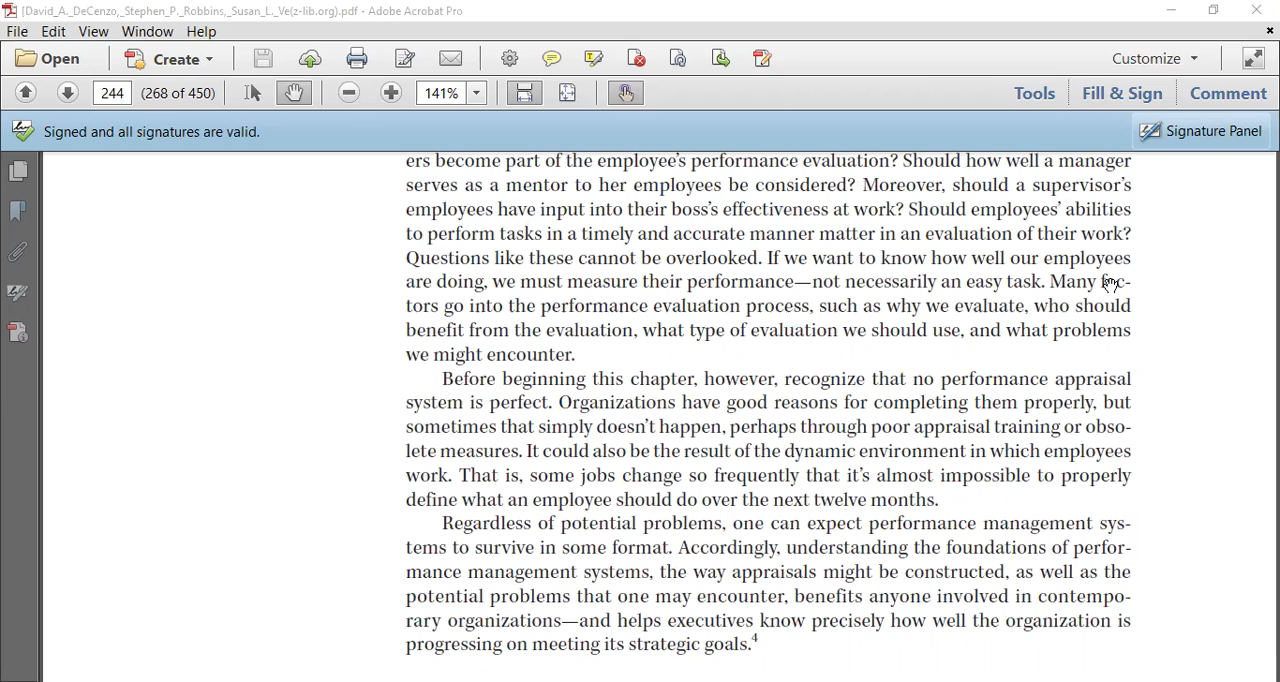 [David_A._DeCenzo,_Stephen_P._Robbins,_Susan_L._Ve(z-lib.org).pdf - Adobe Acrobat Pro
File Edit View Window Help
Open Create Customize
244 (268 of 450) 141% Tools Fill & Sign Comment
Signed and all signatures are valid. Signature Panel
ers become part of the employee's performance evaluation? Should how well a manager
serves as a mentor to her employees be considered? Moreover, should a supervisor's
employees have input into their boss's effectiveness at work? Should employees' abilities
to perform tasks in a timely and accurate manner matter in an evaluation of their work?
Questions like these cannot be overlooked. If we want to know how well our employees
are doing, we must measure their performance—not necessarily an easy task. Many fac-
tors go into the performance evaluation process, such as why we evaluate, who should
benefit from the evaluation, what type of evaluation we should use, and what problems
we might encounter.
Before beginning this chapter, however, recognize that no performance appraisal
system is perfect. Organizations have good reasons for completing them properly, but
sometimes that simply doesn't happen, perhaps through poor appraisal training or obso-
lete measures. It could also be the result of the dynamic environment in which employees
work. That is, some jobs change so frequently that it's almost impossible to properly
define what an employee should do over the next twelve months.
Regardless of potential problems, one can expect performance management sys-
tems to survive in some format. Accordingly, understanding the foundations of perfor-
mance management systems, the way appraisals might be constructed, as well as the
potential problems that one may encounter, benefits anyone involved in contempo-
rary organizations—and helps executives know precisely how well the organization is
progressing on meeting its strategic goals.4